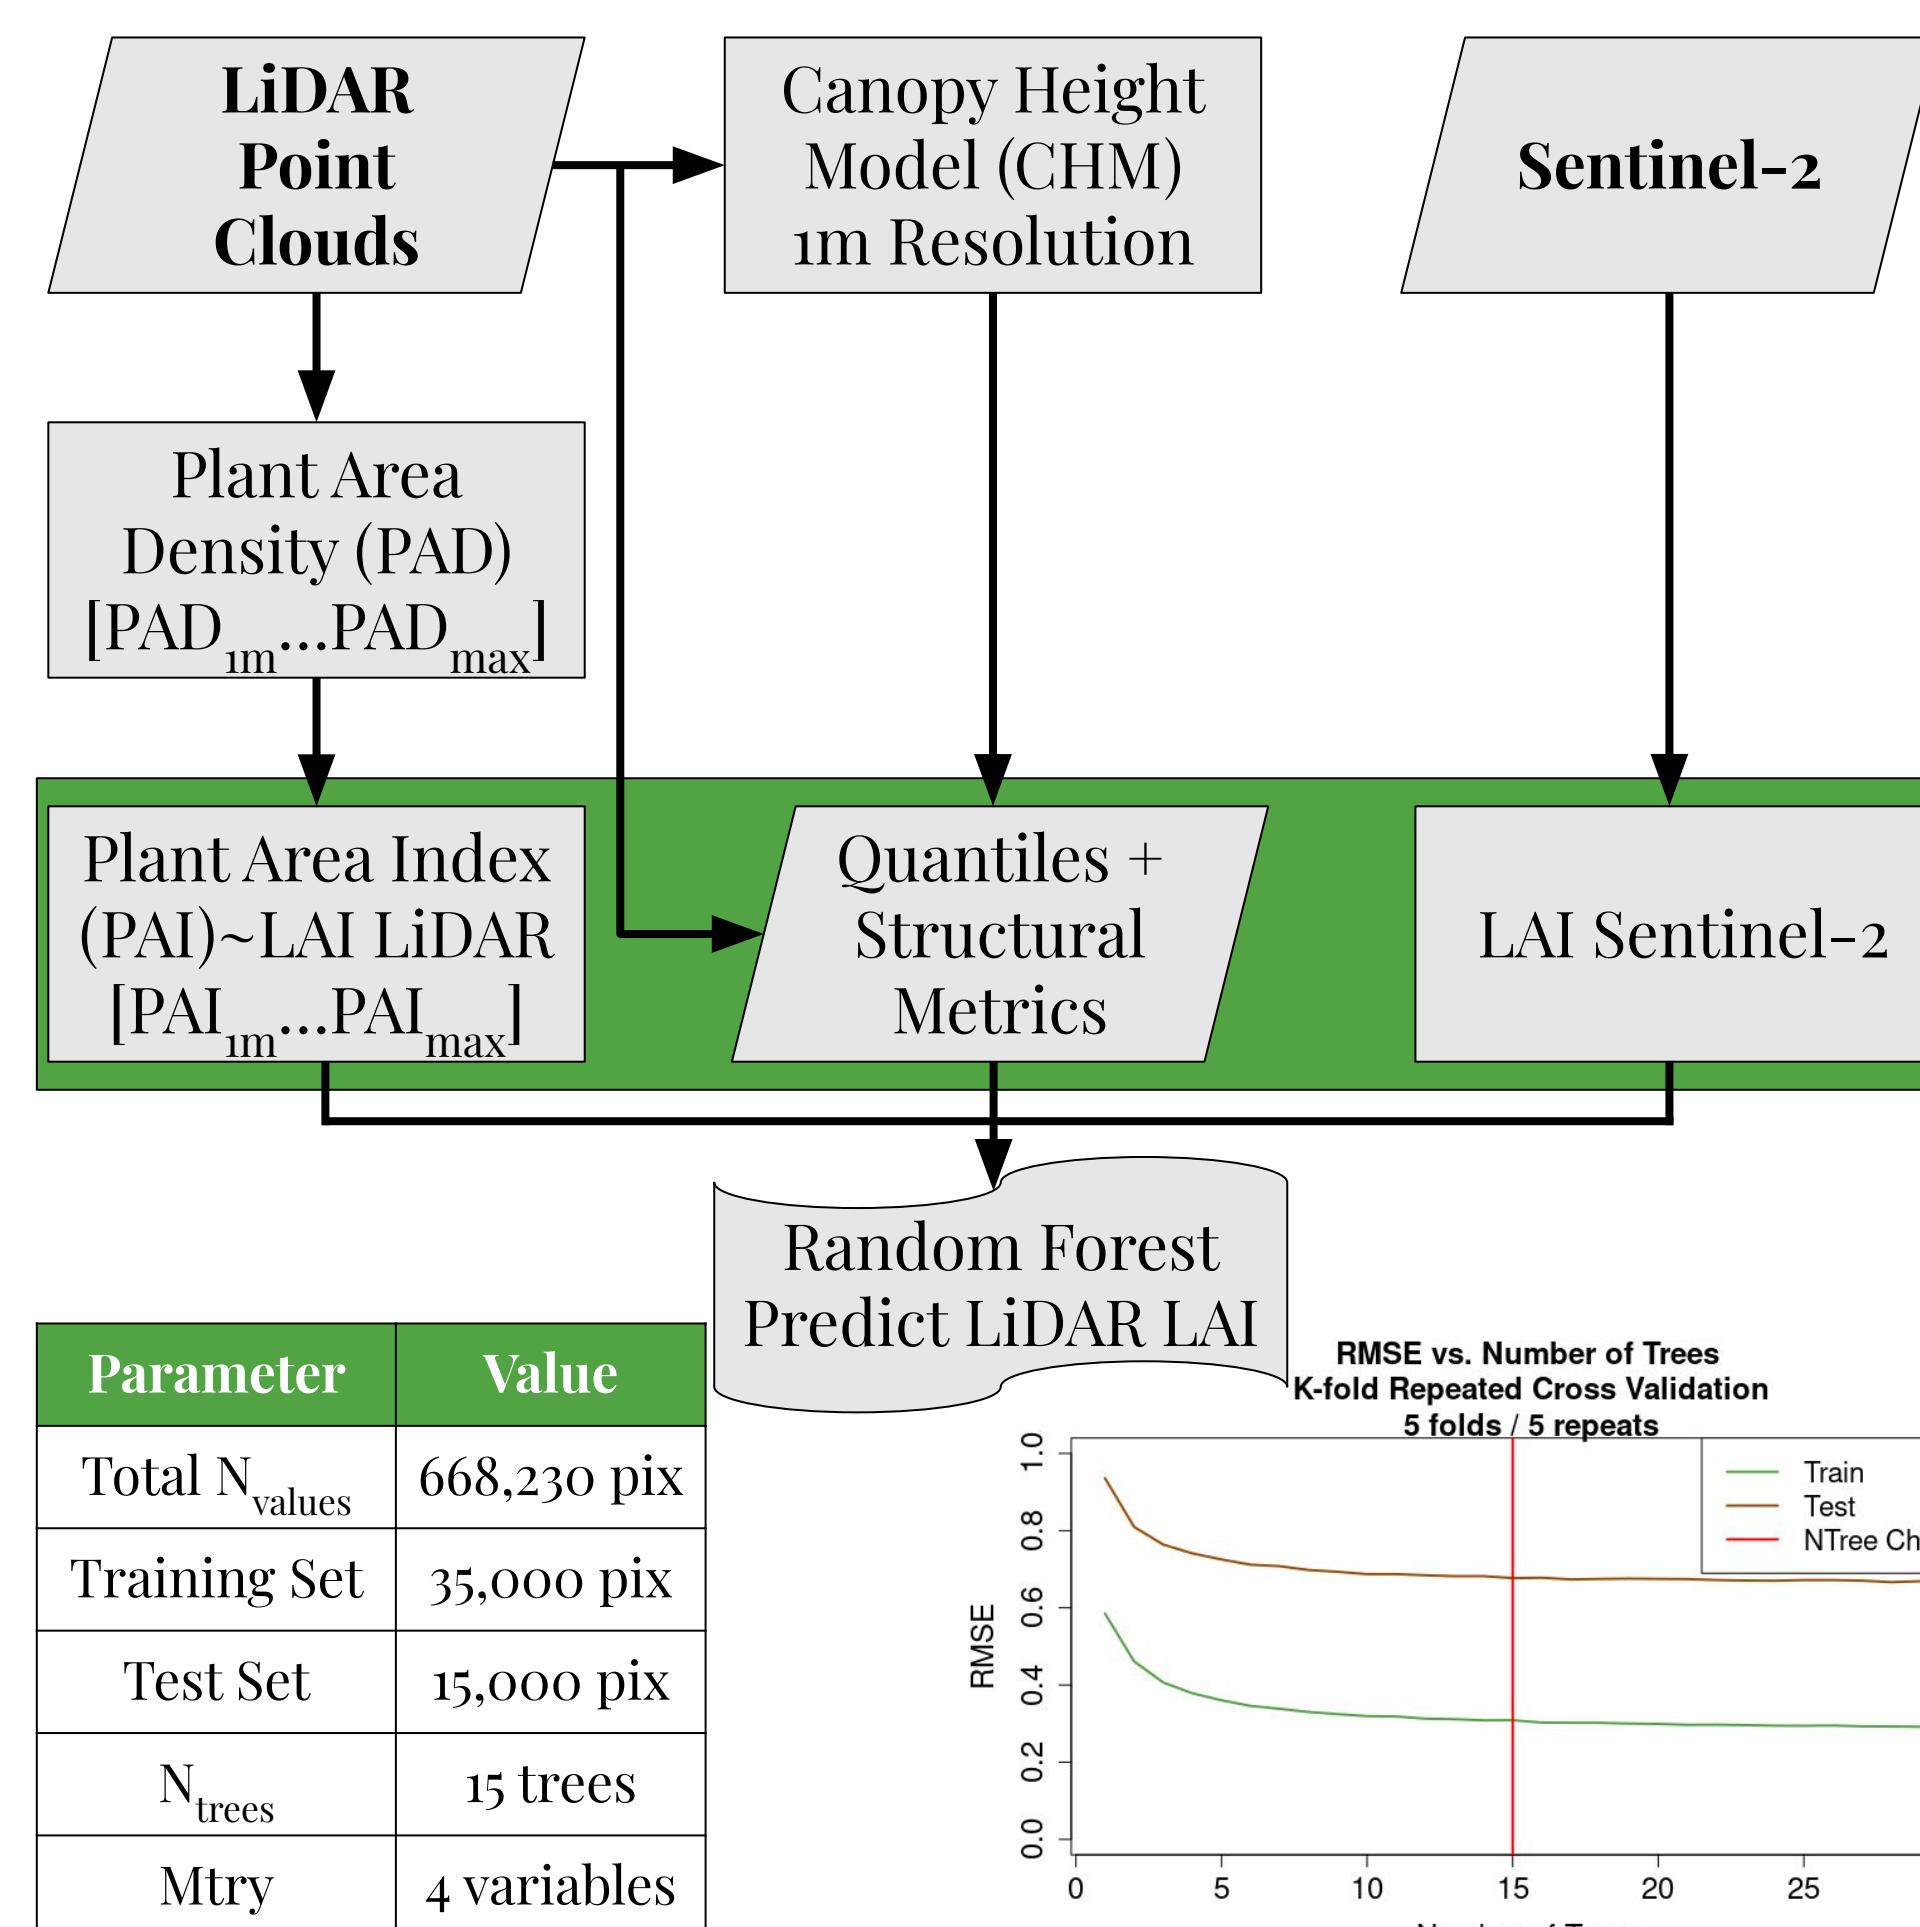 LiDAR
Point
Clouds
Canopy Height
Model (CHM)
1m Resolution
Sentinel-2
Plant Area
Density (PAD)
[PAD1m...PADmax]
Plant Area Index
(PAI)~LAI LiDAR
[PAI1m...PAImax]
Quantiles +
Structural
Metrics
LAI Sentinel-2
Random Forest
Predict LiDAR LAI
Parameter Value
Total Nvalues 668,230 pix
Training Set 35,000 pix
Test Set 15,000 pix
Ntrees 15 trees
Mtry 4 variables
RMSE vs. Number of Trees
K-fold Repeated Cross Validation
5 folds / 5 repeats
Train
Test
NTree Ch
RMSE
1.0
0.8
0.6
0.4
0.2
0.0
0 5 10 15 20 25